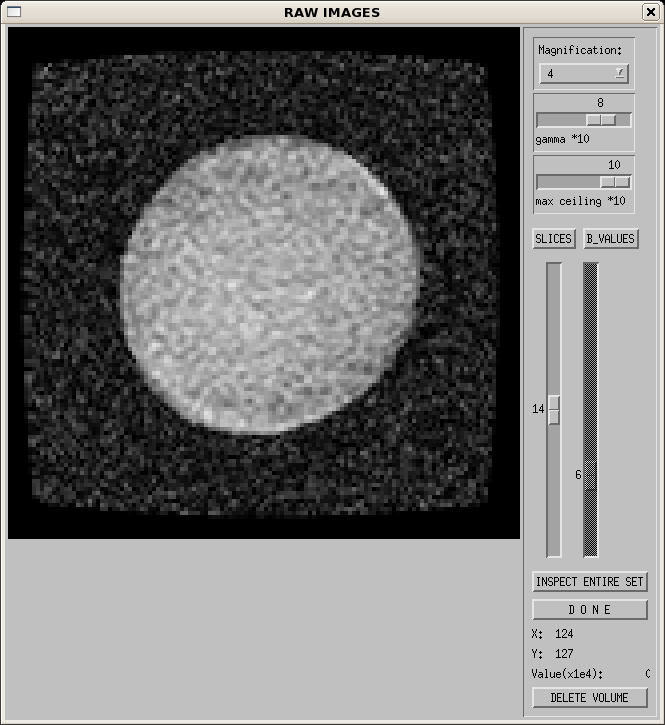 RAW IMAGES
Magnification:
4
8
gamma *10
10
max ceiling *10
SLICES B_VALUES
14
6
INSPECT ENTIRE SET
D O N E
X: 124
Y: 127
Value(x1e4):
DELETE VOLUME